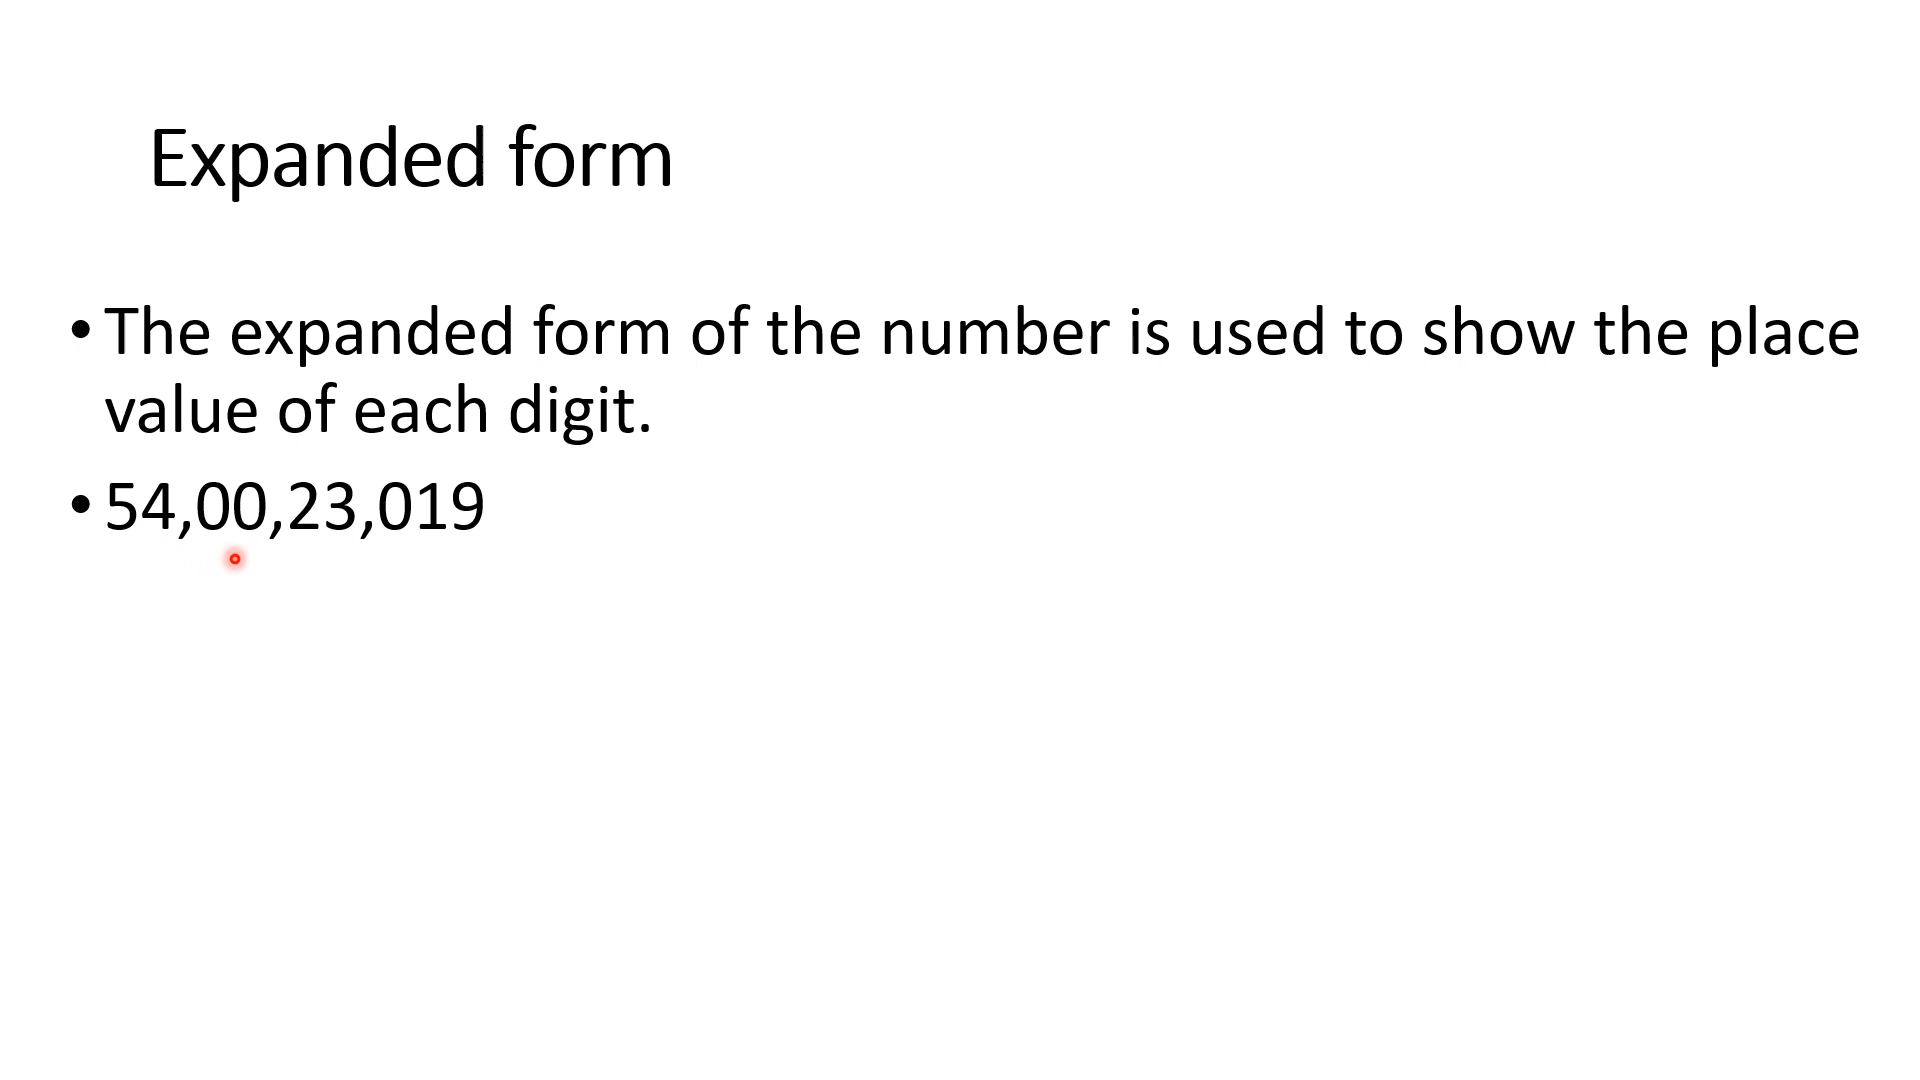 Expanded form
• The expanded form of the number is used to show the place
value of each digit.
• 54,00,23,019